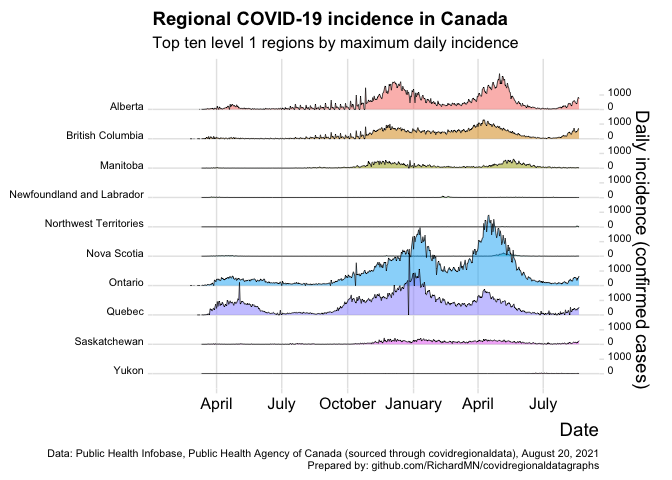 Regional COVID-19 incidence in Canada
Top ten level 1 regions by maximum daily incidence
Alberta
British Columbia
Manitoba
Newfoundland and Labrador
Northwest Territories
Nova Scotia
Ontario
Quebec
Saskatchewan
Yukon
1000
0
1000
0
1000
0
1000
0
1000
0
1000
0
1000
0
1000
0
1000
0
1000
0
Daily incidence (confirmed cases)
April July October January April July
Date
Data: Public Health Infobase, Public Health Agency of Canada (sourced through covidregionaldata), August 20, 2021
Prepared by: github.com/RichardMN/covidregionaldatagraphs